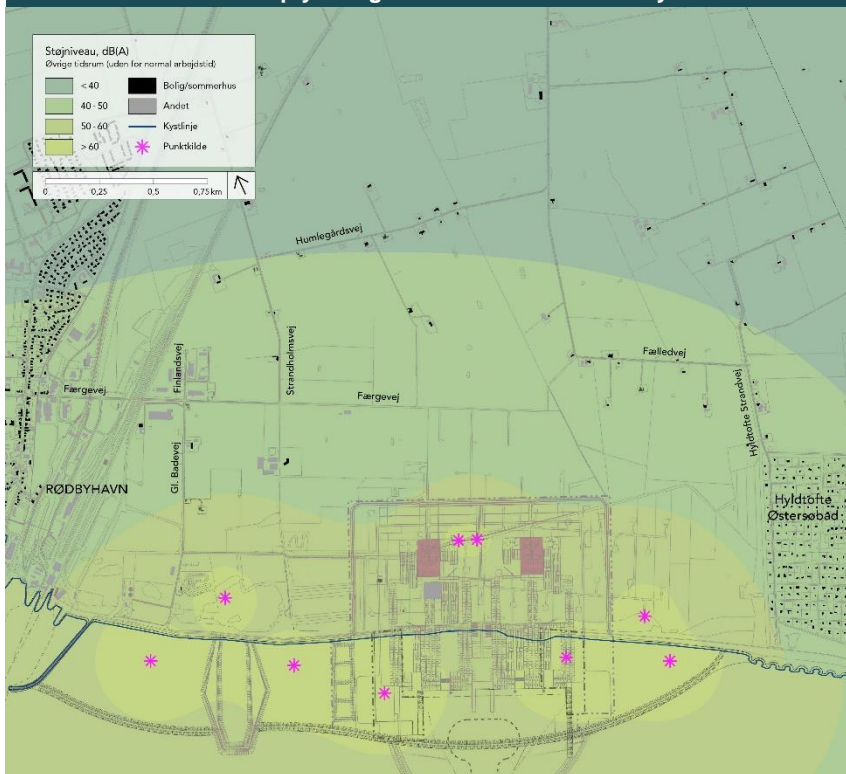 Støjniveau, dB(A)
Øvrige tidsrum (uden for normal arbejdstid)
< 40
Bolig/sommerhus
40 - 50
Andet
50 - 60
Kystlinje
> 60
Punktkilde
0 0,25 0,5 0,75 km
Humlegårdsvej
Strandholmsvej
Finlandsvej
Fælledvej
Færgevej
Færgevej
Hyldtofte Strandvej
Gl. Badevej
RØDBYHAVN
Hyldtofte
Østersøbad